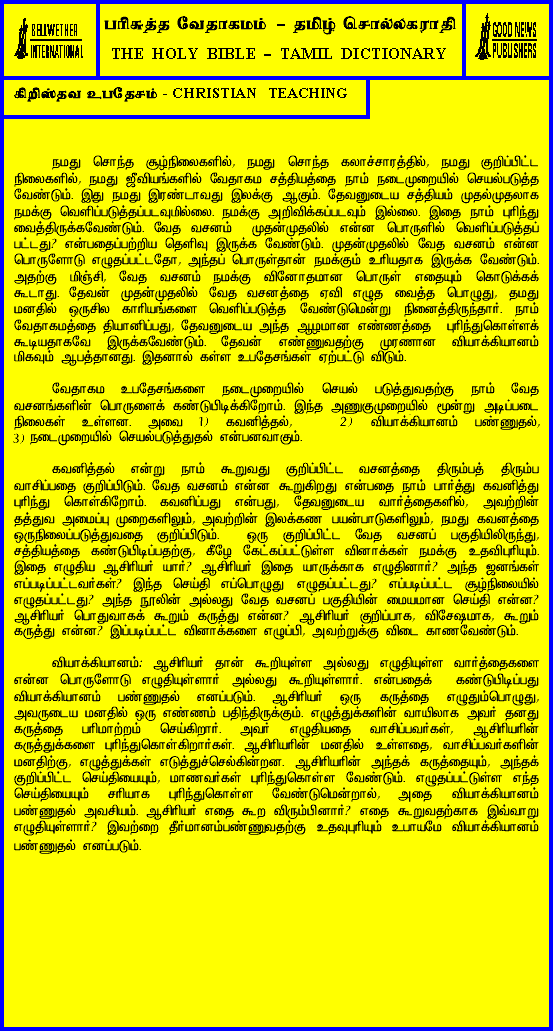 BELLWETHER
INTERNATIONAL
பரிசுத்த வேதாகமம் – தமிழ் சொல்லகராதி
THE HOLY BIBLE – TAMIL DICTIONARY
GOOD NEWS
PUBLISHERS
கிறிஸ்தவ உபதேசம் - CHRISTIAN TEACHING
நமது சொந்த சூழ்நிலைகளில், நமது சொந்த கலாச்சாரத்தில், நமது குறிப்பிட்ட
நிலைகளில், நமது ஜீவியங்களில் வேதாகம சத்தியத்தை நாம் நடைமுறையில் செயல்படுத்த
வேண்டும். இது நமது இரண்டாவது இலக்கு ஆகும். தேவனுடைய சத்தியம் முதல்முதலாக
நமக்கு வெளிப்படுத்தப்படவுமில்லை. நமக்கு அறிவிக்கப்படவும் இல்லை. இதை நாம் புரிந்து
வைத்திருக்கவேண்டும். வேத வசனம் முதன்முதலில் என்ன பொருளில் வெளிப்படுத்தப்
பட்டது? என்பதைப்பற்றிய தெளிவு இருக்க வேண்டும். முதன்முதலில் வேத வசனம் என்ன
பொருளோடு எழுதப்பட்டதோ, அந்தப் பொருள்தான் நமக்கும் உரியதாக இருக்க வேண்டும்.
அதற்கு மிஞ்சி, வேத வசனம் நமக்கு வினோதமான பொருள் எதையும் கொடுக்கக்
கூடாது. தேவன் முதன்முதலில் வேத வசனத்தை ஏவி எழுத வைத்த பொழுது, தமது
மனதில் ஒருசில காரியங்களை வெளிப்படுத்த வேண்டுமென்று நினைத்திருந்தார். நாம்
வேதாகமத்தை தியானிப்பது, தேவனுடைய அந்த ஆழமான எண்ணத்தை புரிந்துகொள்ளக்
கூடியதாகவே இருக்கவேண்டும். தேவன் எண்ணுவதற்கு முரணான வியாக்கியானம்
மிகவும் ஆபத்தானது. இதனால் கள்ள உபதேசங்கள் ஏற்பட்டு விடும்.
வேதாகம உபதேசங்களை நடைமுறையில் செயல் படுத்துவதற்கு நாம் வேத
வசனங்களின் பொருளைக் கண்டுபிடிக்கிறோம். இந்த அணுகுமுறையில் மூன்று அடிப்படை
நிலைகள் உள்ளன. அவை 1) கவனித்தல், 2) வியாக்கியானம் பண்ணுதல்,
3) நடைமுறையில் செயல்படுத்துதல் என்பனவாகும்.
கவனித்தல் என்று நாம் கூறுவது குறிப்பிட்ட வசனத்தை திரும்பத் திரும்ப
வாசிப்பதை குறிப்பிடும். வேத வசனம் என்ன கூறுகிறது என்பதை நாம் பார்த்து கவனித்து
புரிந்து கொள்கிறோம். கவனிப்பது என்பது, தேவனுடைய வார்த்தைகளில், அவற்றின்
தத்துவ அமைப்பு முறைகளிலும், அவற்றின் இலக்கண பயன்பாடுகளிலும், நமது கவனத்தை
ஒருநிலைப்படுத்துவதை குறிப்பிடும். ஒரு குறிப்பிட்ட வேத வசனப் பகுதியிலிருந்து,
சத்தியத்தை கண்டுபிடிப்பதற்கு, கீழே கேட்கப்பட்டுள்ள வினாக்கள் நமக்கு உதவிபுரியும்.
இதை எழுதிய ஆசிரியர் யார்? ஆசிரியர் இதை யாருக்காக எழுதினார்? அந்த ஜனங்கள்
எப்படிப்பட்டவர்கள்? இந்த செய்தி எப்பொழுது எழுதப்பட்டது? எப்படிப்பட்ட சூழ்நிலையில்
எழுதப்பட்டது? அந்த நூலின் அல்லது வேத வசனப் பகுதியின் மையமான செய்தி என்ன?
ஆசிரியர் பொதுவாகக் கூறும் கருத்து என்ன? ஆசிரியர் குறிப்பாக, விசேஷமாக, கூறும்
கருத்து என்ன? இப்படிப்பட்ட வினாக்களை எழுப்பி, அவற்றுக்கு விடை காணவேண்டும்.
வியாக்கியானம்: ஆசிரியர் தான் கூறியுள்ள அல்லது எழுதியுள்ள வார்த்தைகளை
என்ன பொருளோடு எழுதியுள்ளார் அல்லது கூறியுள்ளார். என்பதைக் கண்டுபிடிப்பது
வியாக்கியானம் பண்ணுதல் எனப்படும். ஆசிரியர் ஒரு கருத்தை எழுதும்பொழுது,
அவருடைய மனதில் ஒரு எண்ணம் பதிந்திருக்கும். எழுத்துக்களின் வாயிலாக அவர் தனது
கருத்தை பரிமாற்றம் செய்கிறார். அவர் எழுதியதை வாசிப்பவர்கள், ஆசிரியரின்
கருத்துக்களை புரிந்துகொள்கிறார்கள். ஆசிரியரின் மனதில் உள்ளதை, வாசிப்பவர்களின்
மனதிற்கு, எழுத்துக்கள் எடுத்துச்செல்கின்றன. ஆசிரியரின் அந்தக் கருத்தையும், அந்தக்
குறிப்பிட்ட செய்தியையும், மாணவர்கள் புரிந்துகொள்ள வேண்டும். எழுதப்பட்டுள்ள எந்த
செய்தியையும் சரியாக புரிந்துகொள்ள வேண்டுமென்றால், அதை வியாக்கியானம்
பண்ணுதல் அவசியம். ஆசிரியர் எதை கூற விரும்பினார்? எதை கூறுவதற்காக இவ்வாறு
எழுதியுள்ளார்? இவற்றை தீர்மானம்பண்ணுவதற்கு உதவுபுரியும் உபாயமே வியாக்கியானம்
பண்ணுதல் எனப்படும்.